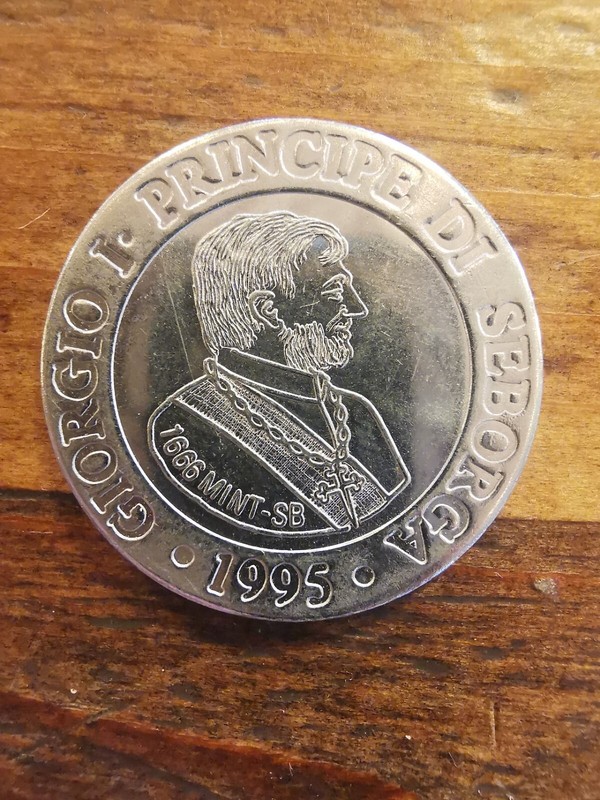 GIORGIO I· PRINCIPE DI SEBORGA
• 1995 •
1666 MINT-SB